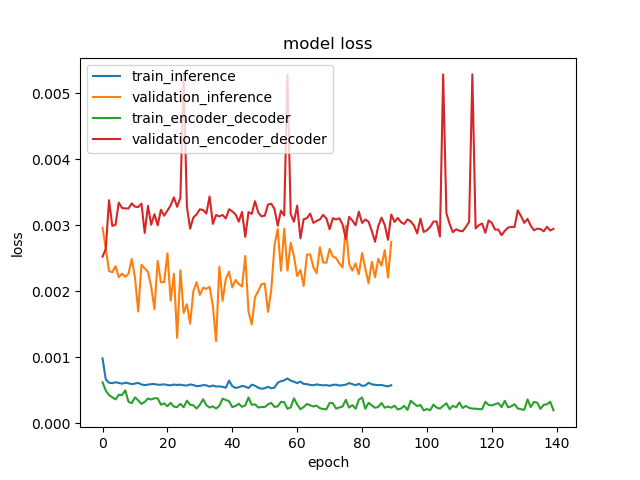 model loss
train_inference
validation_inference
train_encoder_decoder
validation_encoder_decoder
0.005
0.004
0.003
0.002
0.001
0.000
loss
0 20 40 60 80 100 120 140
epoch